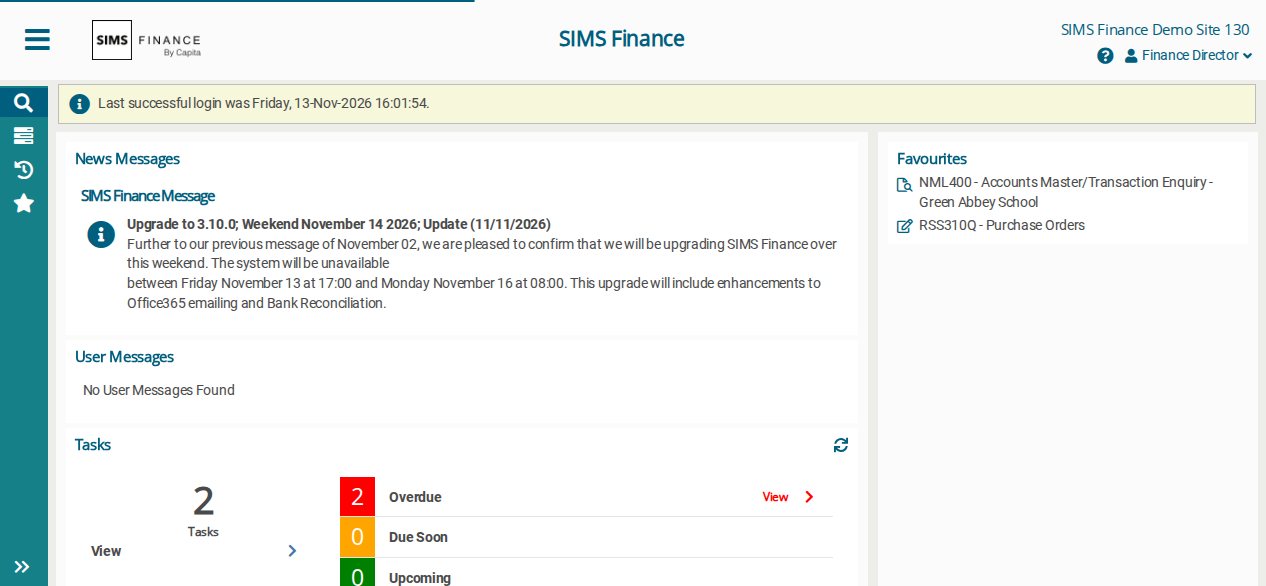 SIMS FINANCE
By Capita
SIMS Finance
SIMS Finance Demo Site 130
Finance Director
Last successful login was Friday, 13-Nov-2026 16:01:54.
News Messages
SIMS Finance Message
Upgrade to 3.10.0; Weekend November 14 2026; Update (11/11/2026)
Further to our previous message of November 02, we are pleased to confirm that we will be upgrading SIMS Finance over
this weekend. The system will be unavailable
between Friday November 13 at 17:00 and Monday November 16 at 08:00. This upgrade will include enhancements to
Office365 emailing and Bank Reconciliation.
User Messages
No User Messages Found
Tasks
2
Tasks
View
2 Overdue View
0 Due Soon
0 Upcoming
Favourites
NML400 - Accounts Master/Transaction Enquiry -
Green Abbey School
RSS310Q - Purchase Orders